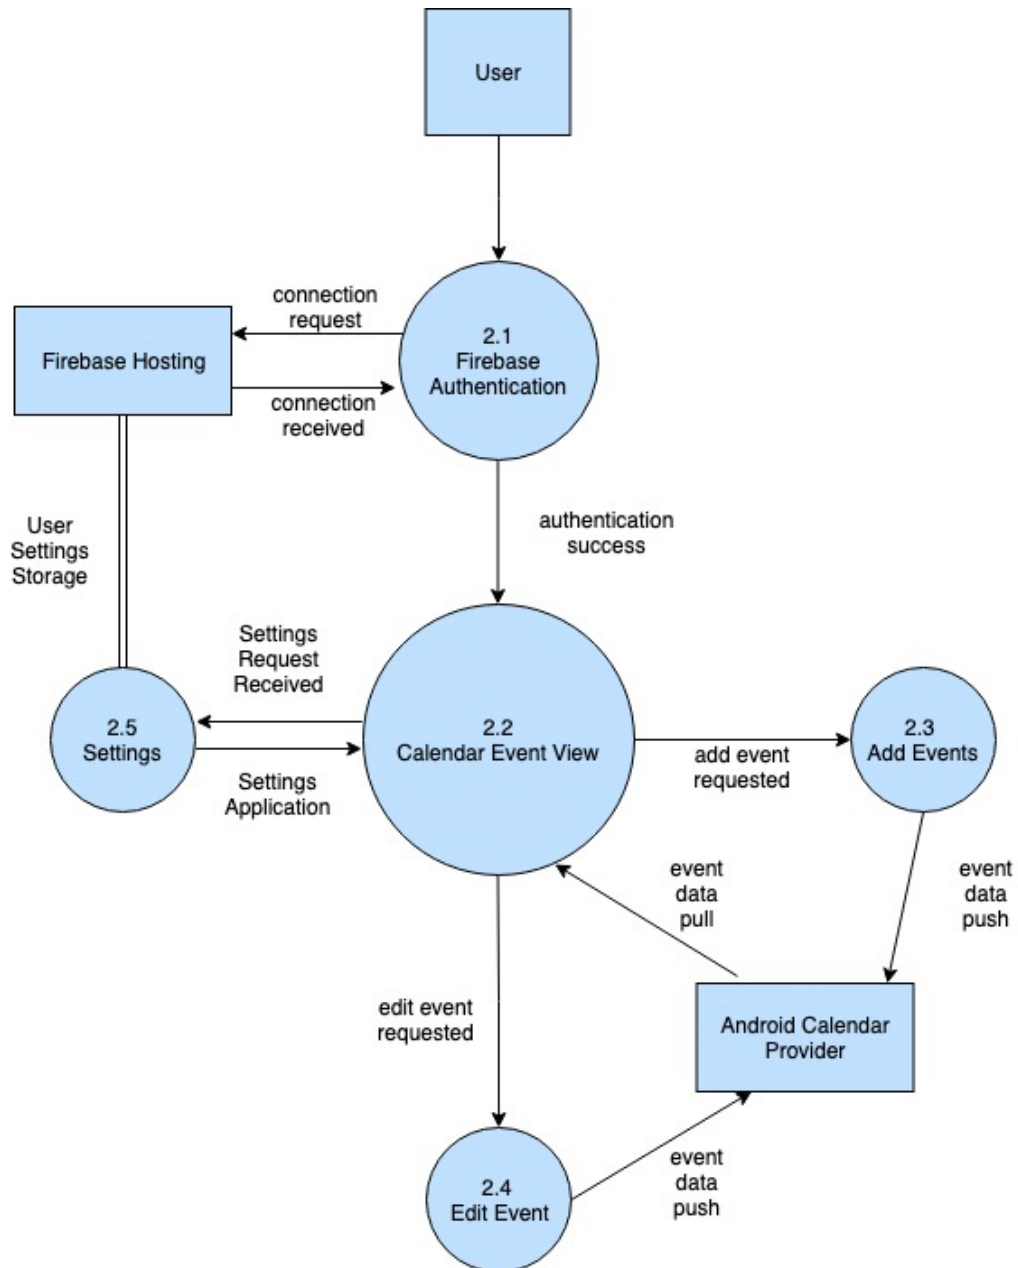 User
connection
request
2.1
Firebase
Authentication
Firebase Hosting
connection
received
authentication
success
User
Settings
Storage
Settings
Request
Received
2.5
Settings
2.2
Calendar Event View
2.3
Add Events
add event
requested
Settings
Application
event
data
pull
event
data
push
edit event
requested
Android Calendar
Provider
2.4
Edit Event
event
data
push